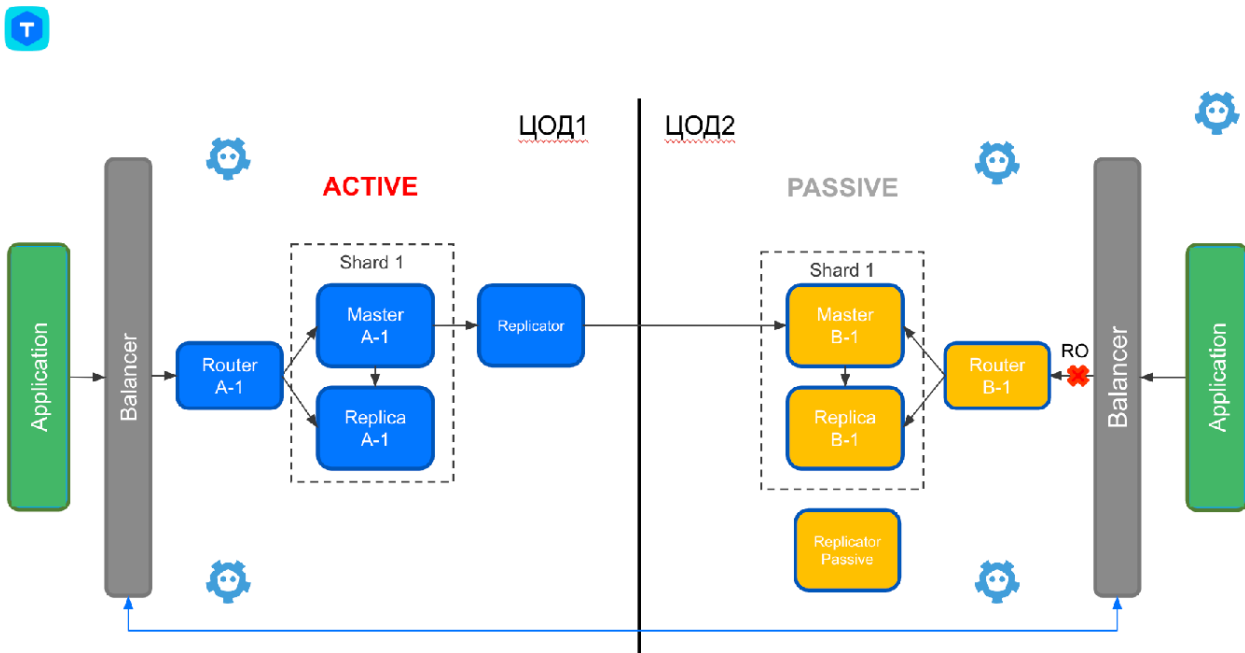 T
ЦОД1
ЦОД2
ACTIVE
PASSIVE
Application
Balancer
Router
A-1
Shard 1
Master
A-1
Replica
A-1
Replicator
Shard 1
Master
B-1
Replica
B-1
Replicator
Passive
Router
B-1
RO
Balancer
Application